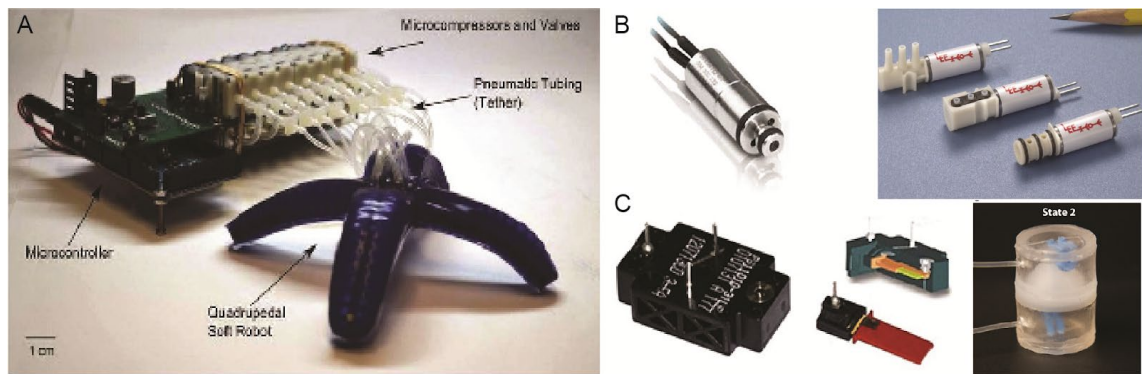 A
Microcompressors and Valves
Pneumatic Tubing
(Tether)
Microcontroller
Quadrupedal
Soft Robot
1 cm
B
C
State 2